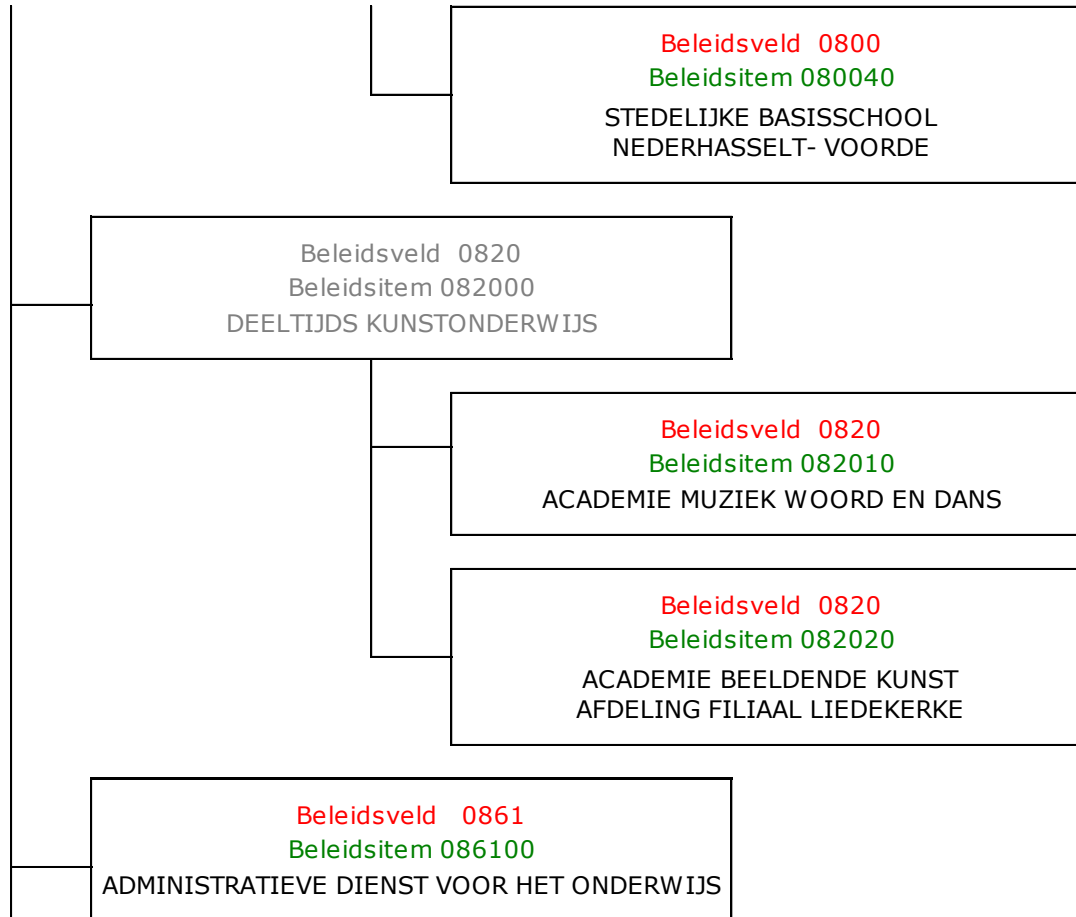 Beleidsveld 0800
Beleidsitem 080040
STEDELIJKE BASISSCHOOL
NEDERHASSELT- VOORDE
Beleidsveld 0820
Beleidsitem 082000
DEELTIJDS KUNSTONDERWIJS
Beleidsveld 0820
Beleidsitem 082010
ACADEMIE MUZIEK WOORD EN DANS
Beleidsveld 0820
Beleidsitem 082020
ACADEMIE BEELDENDE KUNST
AFDELING FILIAAL LIEDEKERKE
Beleidsveld 0861
Beleidsitem 086100
ADMINISTRATIEVE DIENST VOOR HET ONDERWIJS